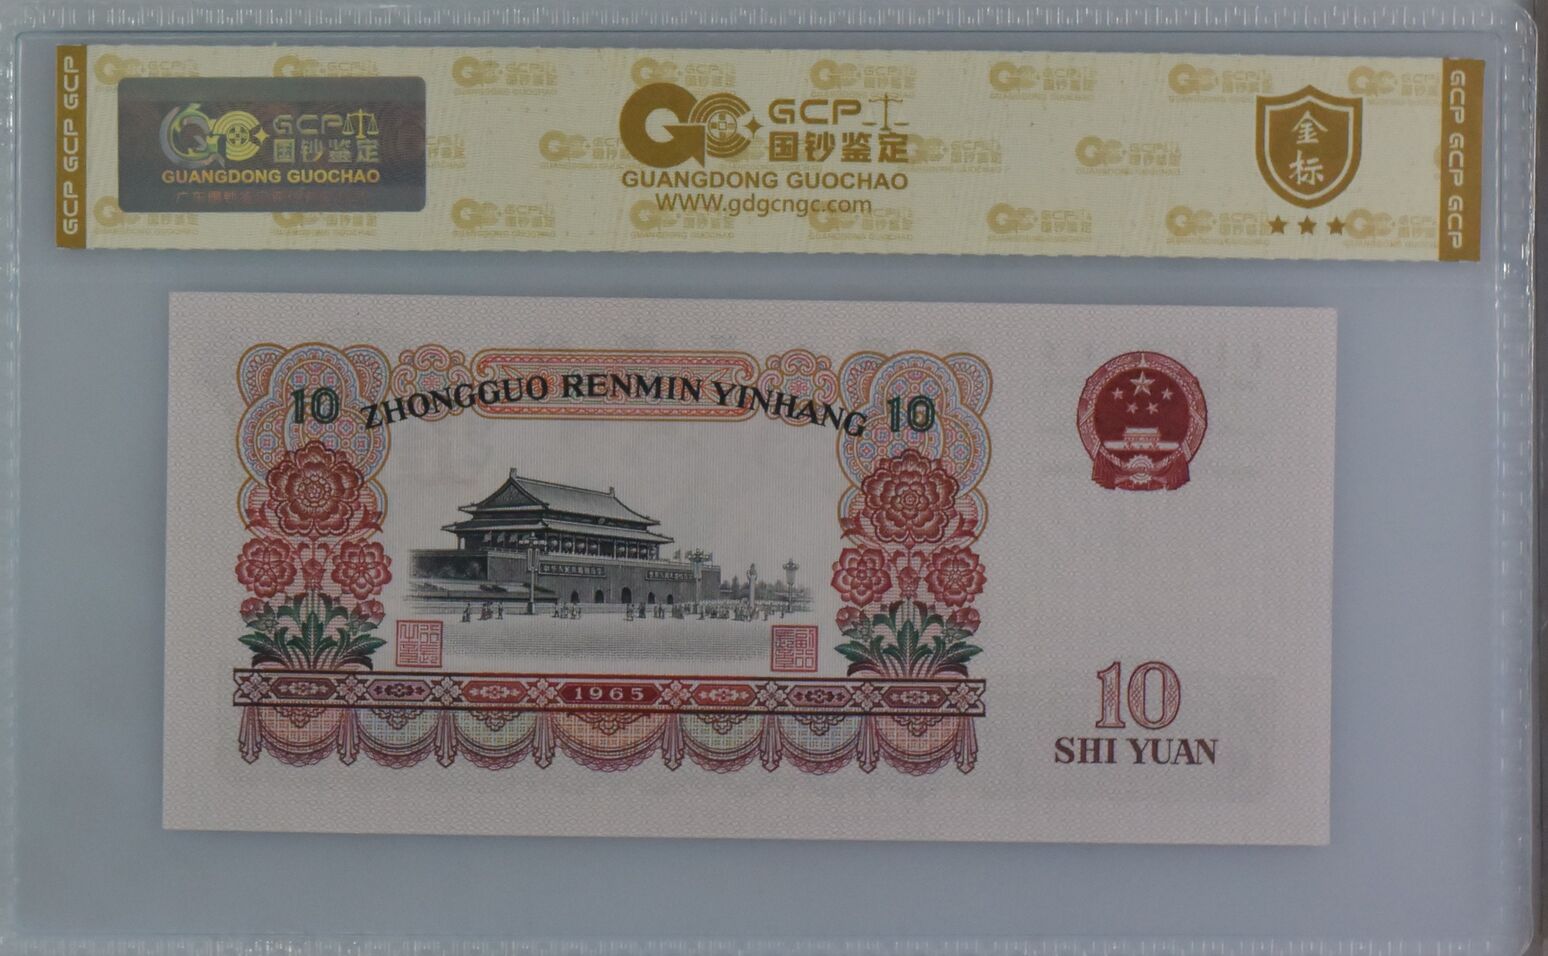 GCP GCP GCP
GCP
国钞鉴定
GUANGDONG GUOCHAO
GCP
国钞鉴定
GUANGDONG GUOCHAO
WWW.gdgcngc.com
金标
GCP GCP GCP
10 ZHONGGUO RENMIN YINHANG 10
1965
10
SHI YUAN